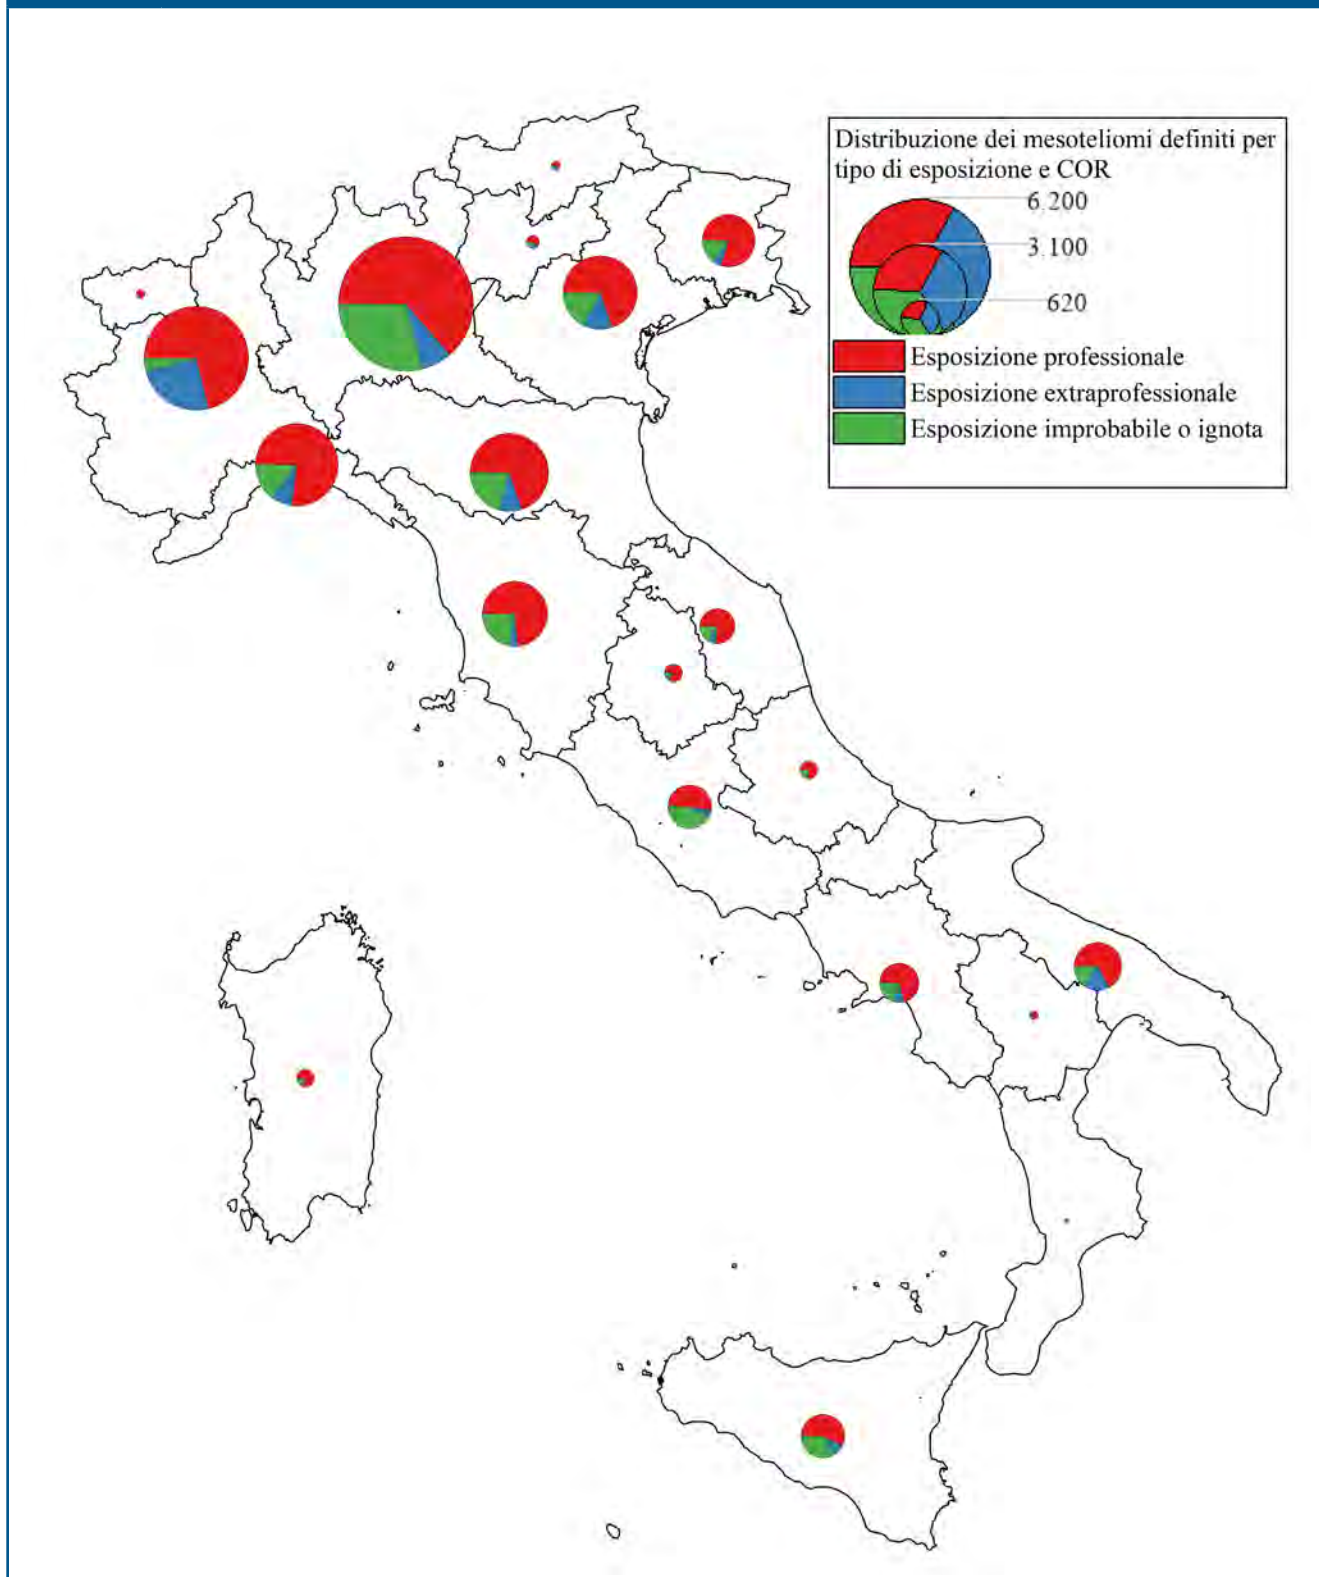 Distribuzione dei mesoteliomi definiti per
tipo di esposizione e COR
6.200
3.100
620
Esposizione professionale
Esposizione extraprofessionale
Esposizione improbabile o ignota